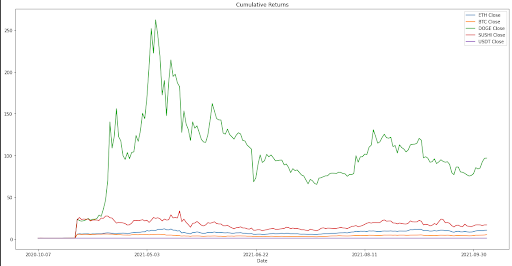 Cumulative Returns
ETH Close
BTC Close
DOGE Close
SUSHI Close
USDT Close
250
200
150
100
50
0
2020-10-07
2021-05-03
2021-06-22
2021-08-11
2021-09-30
Date